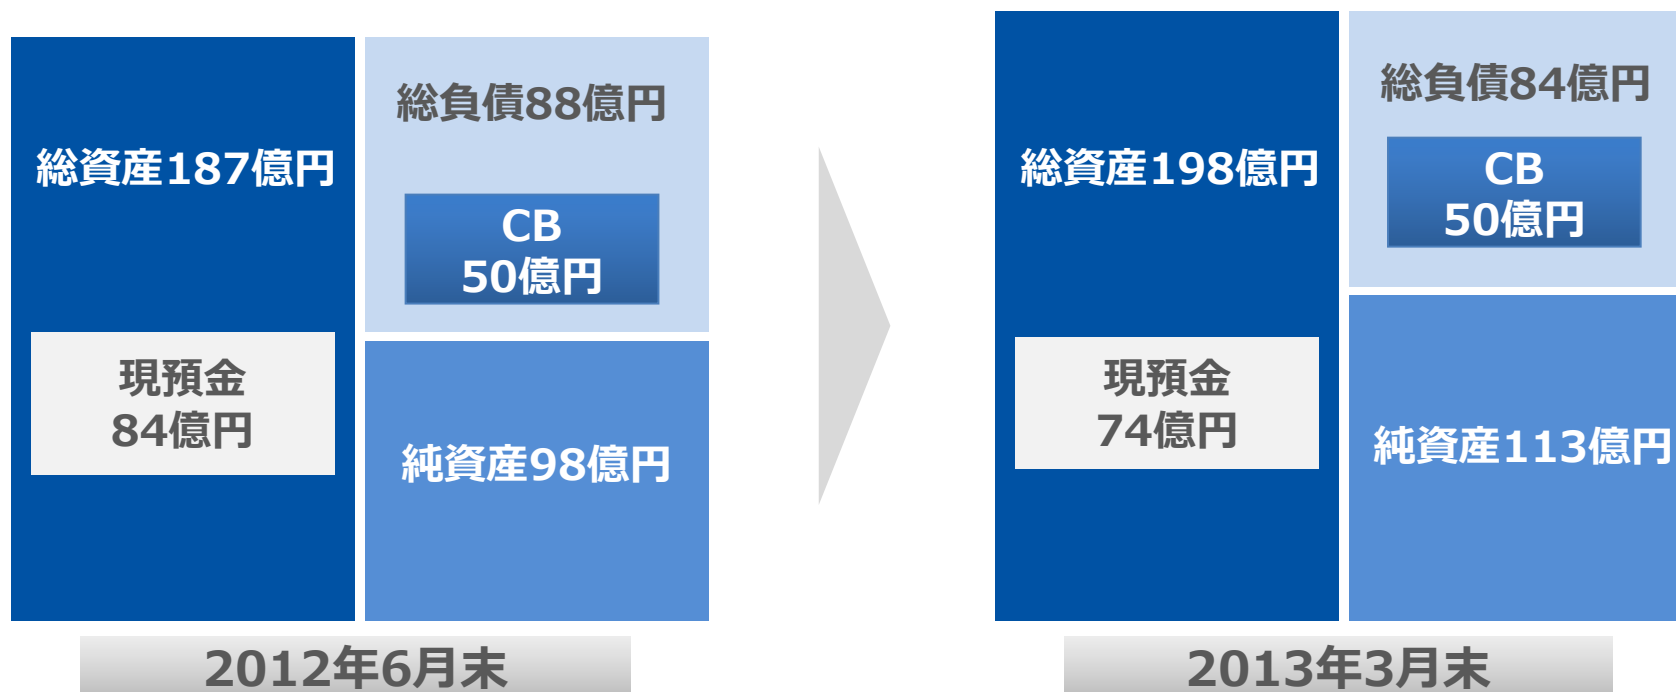 総資産187億円
現預金
84億円
総負債88億円
CB
50億円
純資産98億円
2012年6月末
総資産198億円
現預金
74億円
総負債84億円
CB
50億円
純資産113億円
2013年3月末